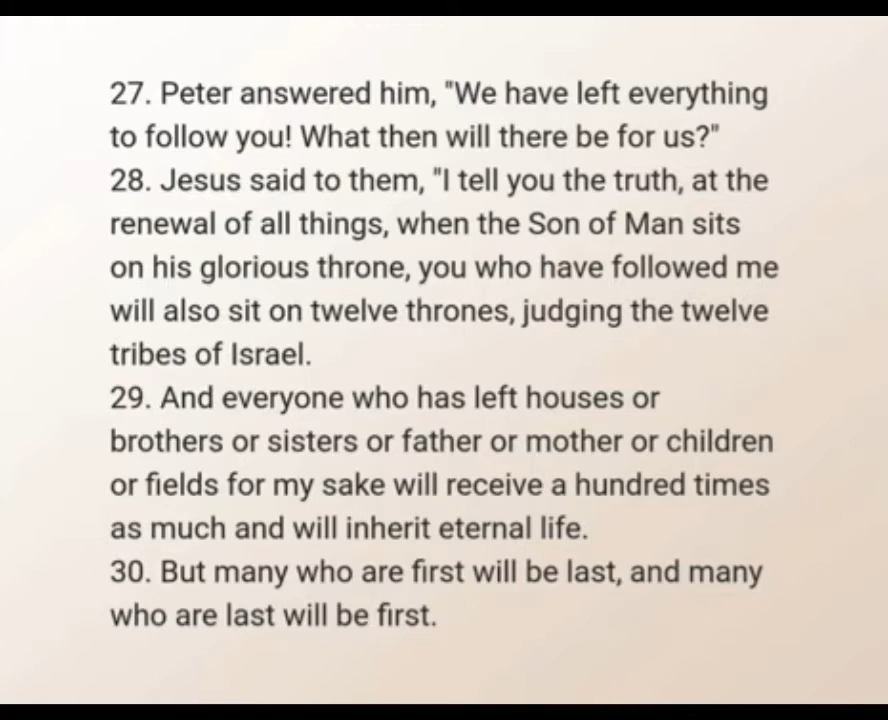 27. Peter answered him, "We have left everything
to follow you! What then will there be for us?"
28. Jesus said to them, "I tell you the truth, at the
renewal of all things, when the Son of Man sits
on his glorious throne, you who have followed me
will also sit on twelve thrones, judging the twelve
tribes of Israel.
29. And everyone who has left houses or
brothers or sisters or father or mother or children
or fields for my sake will receive a hundred times
as much and will inherit eternal life.
30. But many who are first will be last, and many
who are last will be first.